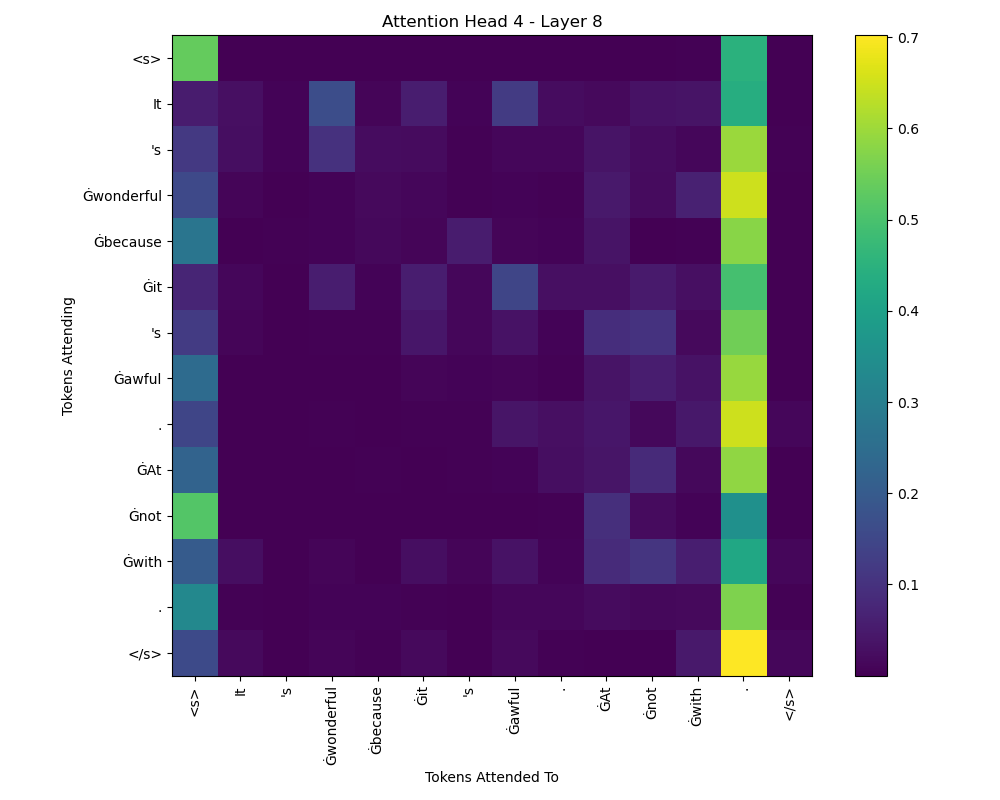 Attention Head 4 - Layer 8
Tokens Attending
<s>
It
's
Ġwonderful
Ġbecause
Ġit
's
Ġawful
.
ĠAt
Ġnot
Ġwith
.
</s>
<s>
It
's
Ġwonderful
Ġbecause
Ġit
's
Ġawful
.
ĠAt
Ġnot
Ġwith
.
</s>
Tokens Attended To
0.7
0.6
0.5
0.4
0.3
0.2
0.1